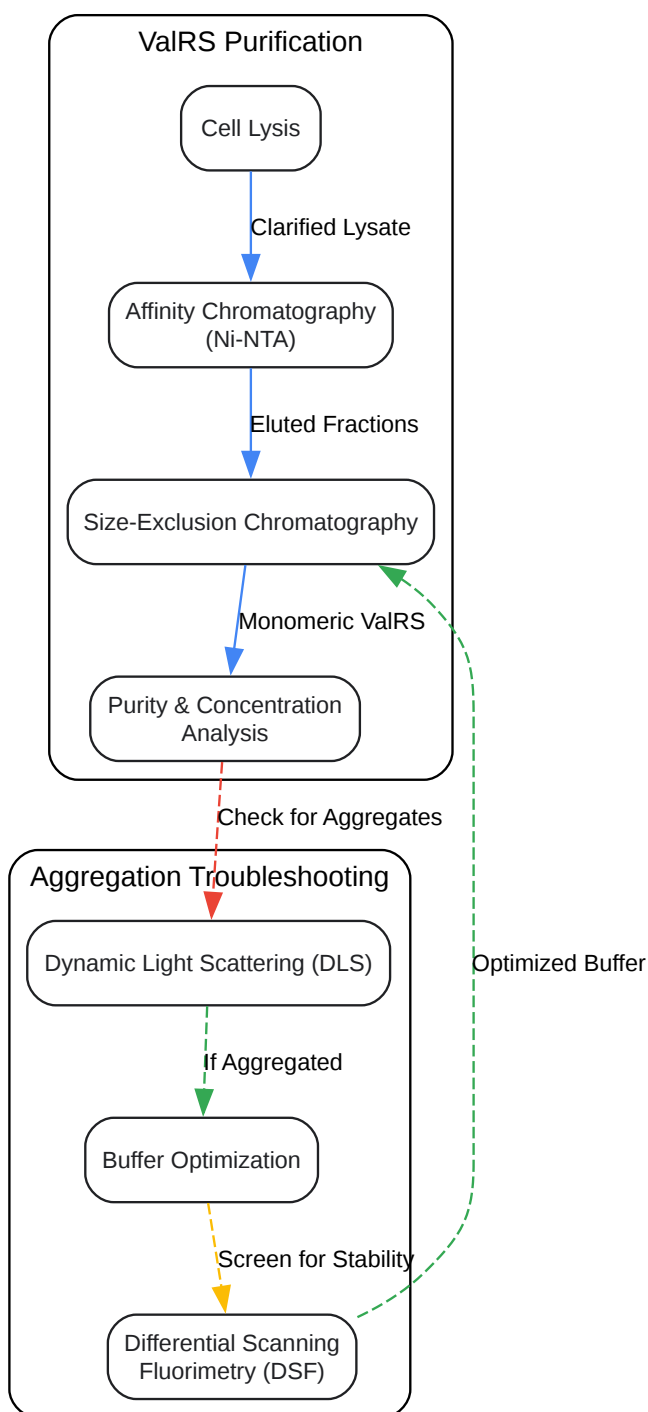 ValRS Purification
Cell Lysis
Clarified Lysate
Affinity Chromatography
(Ni-NTA)
Eluted Fractions
Size-Exclusion Chromatography
Monomeric ValRS
Purity & Concentration
Analysis
Check for Aggregates
Aggregation Troubleshooting
Dynamic Light Scattering (DLS)
Optimized Buffer
If Aggregated
Buffer Optimization
Screen for Stability
Differential Scanning
Fluorimetry (DSF)